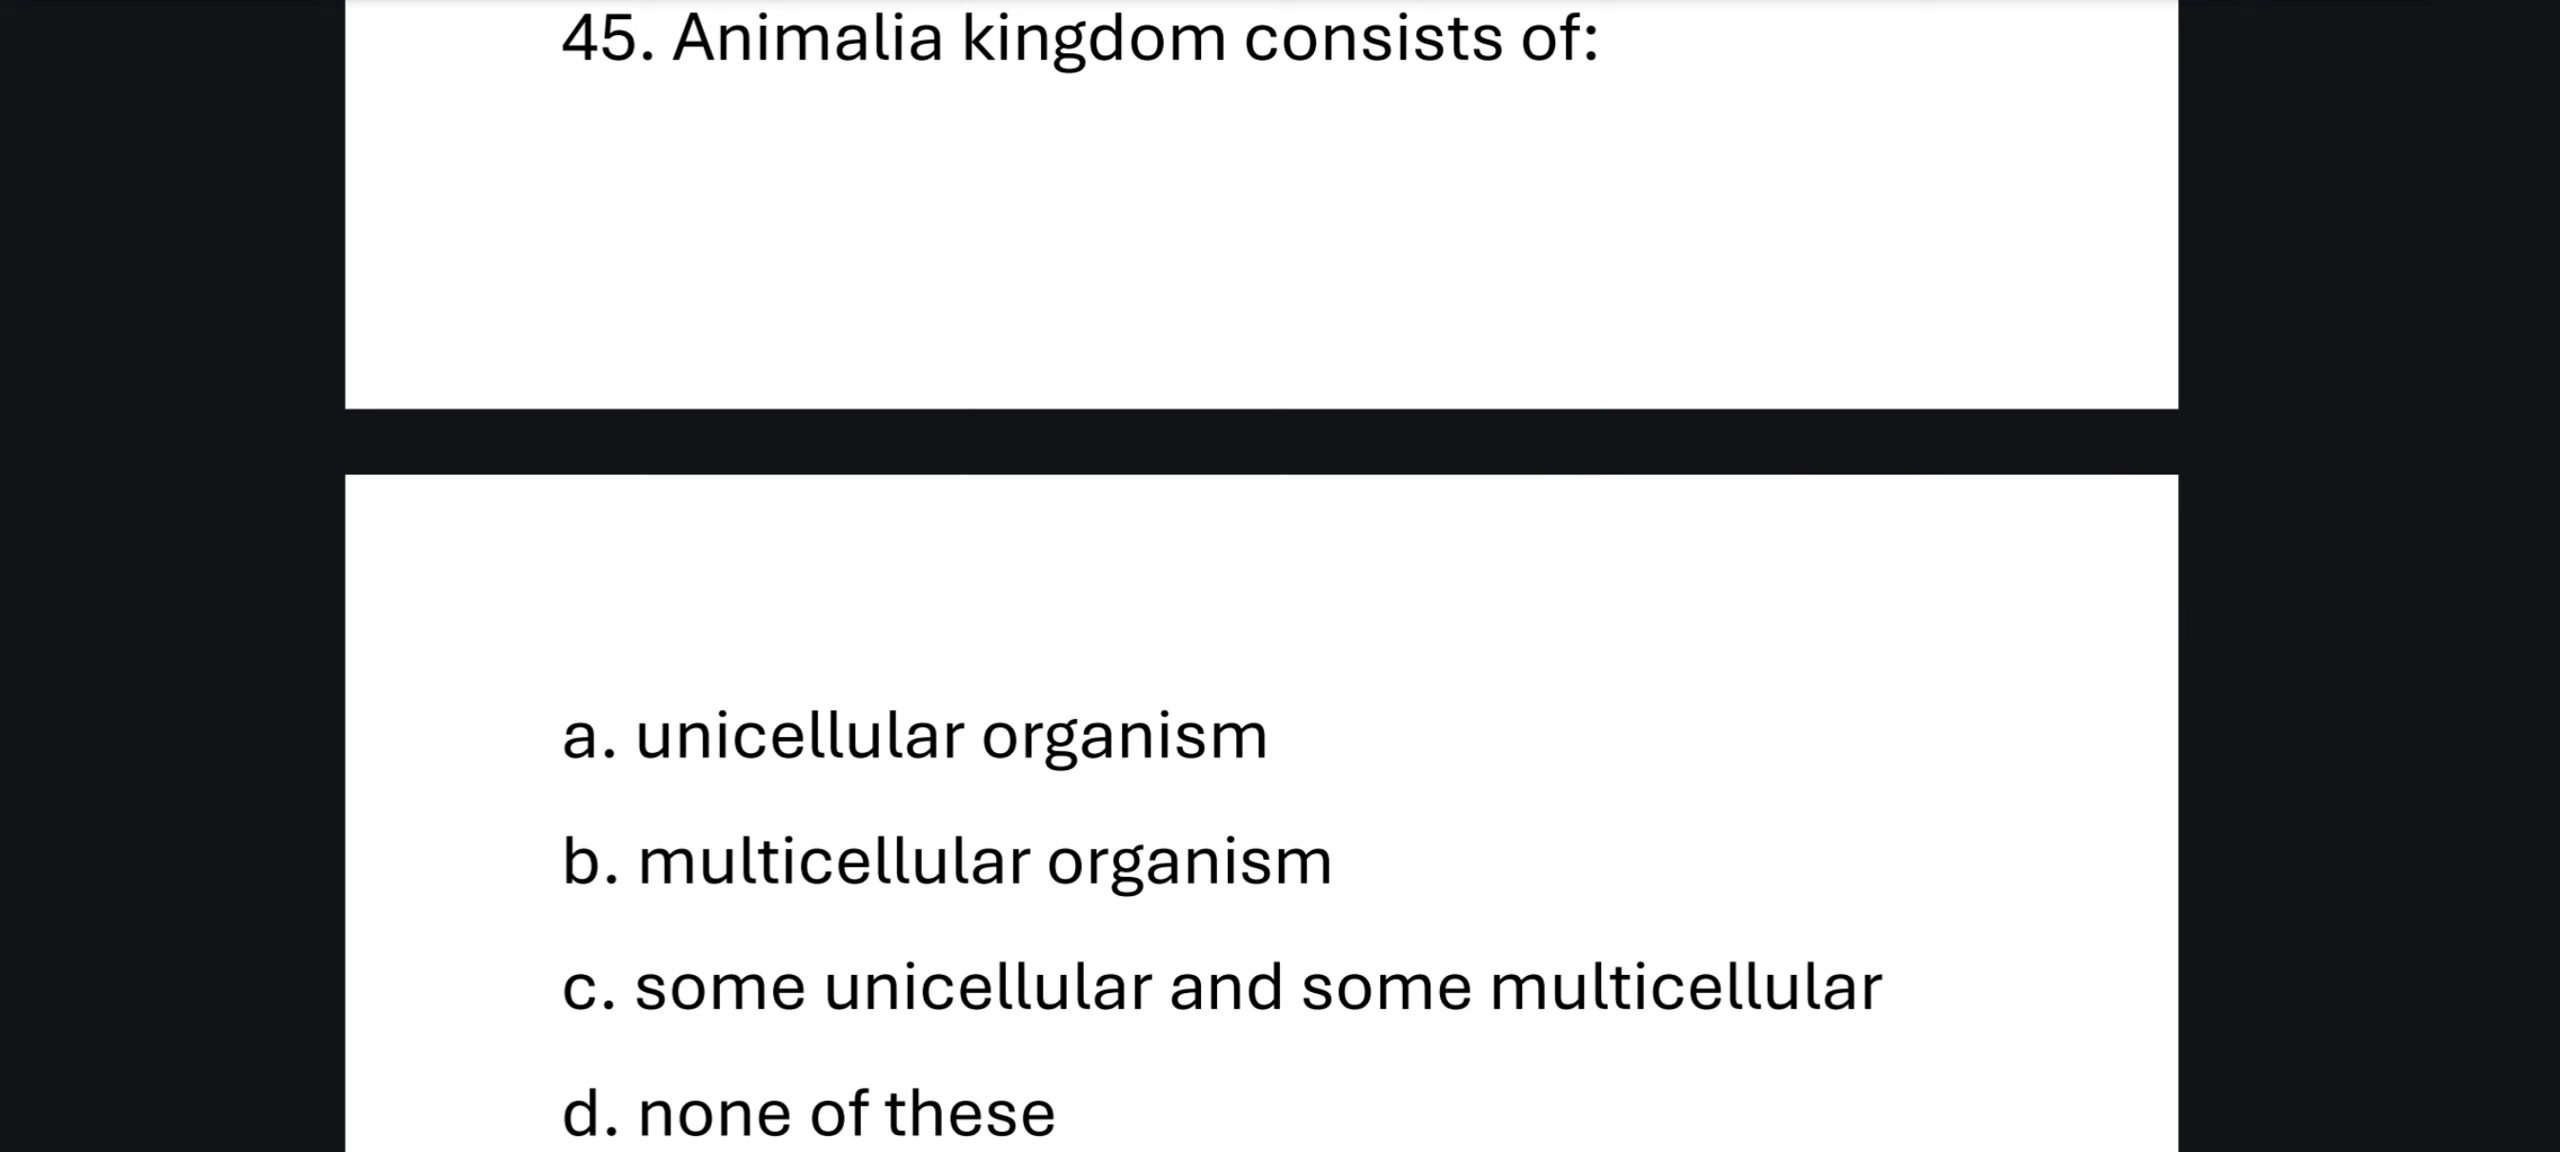 45. Animalia kingdom consists of:
a. unicellular organism
b. multicellular organism
c. some unicellular and some multicellular
d. none of these